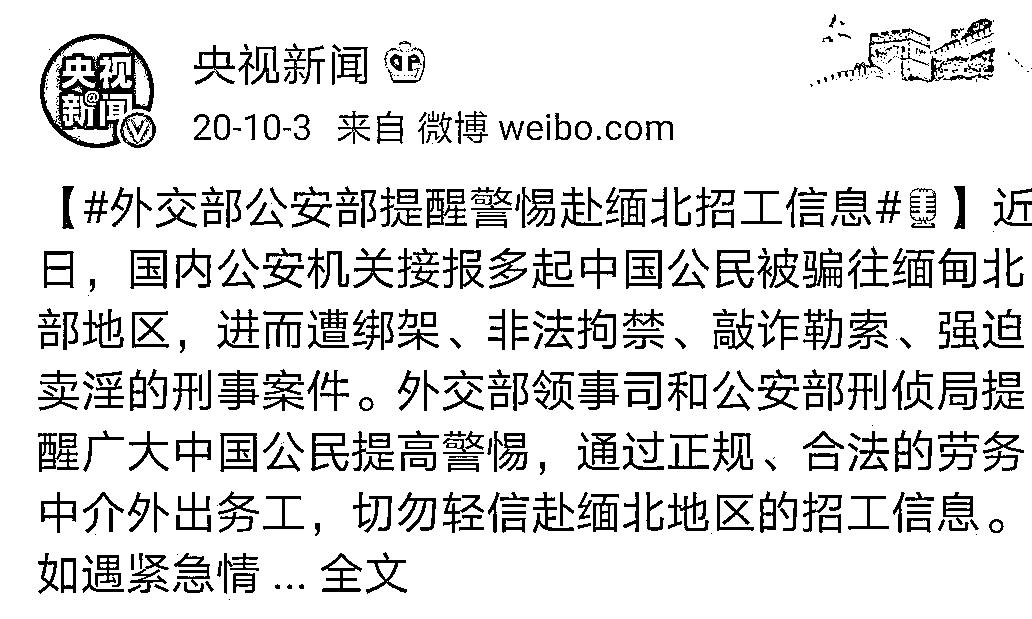 央视
新闻
央视新闻
20-10-3 来自 微博 weibo.com
【#外交部公安部提醒警惕赴缅北招工信息#】近
日，国内公安机关接报多起中国公民被骗往缅甸北
部地区，进而遭绑架、非法拘禁、敲诈勒索、强迫
卖淫的刑事案件。外交部领事司和公安部刑侦局提
醒广大中国公民提高警惕，通过正规、合法的劳务
中介外出务工，切勿轻信赴缅北地区的招工信息。
如遇紧急情 ... 全文